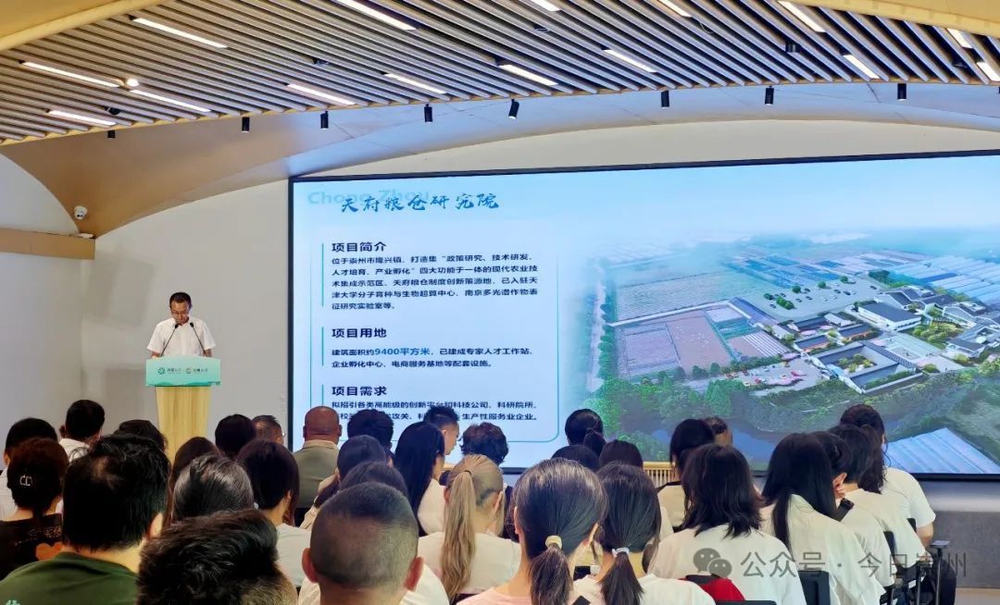 Chong Zhou
天府粮仓研究院
项目简介
位于崇州市隆兴镇，打造集“政策研究、技术研发、
人才培育、产业孵化”四大功能于一体的现代农业技
术集成示范区、天府粮仓制度创新策源地，已入驻天
津大学分子育种与生物超算中心、南京多光谱作物表
征研究实验室等。
项目用地
建筑面积约9400平方米，已建成专家人才工作站、
企业孵化中心、电商服务基地等配套设施。
项目需求
拟招引各类高能级的创新平台和科技公司、科研院所、
攻关、
生产性服务业企业。
公众号·今日崇州